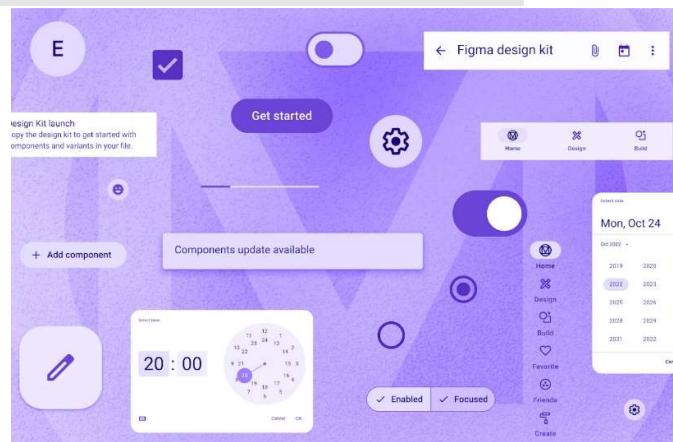 E
Figma design kit
Design Kit launch
opy the design kit to get started with
omponents and variants in your file.
Get started
Home
Design
Build
+ Add component
Components update available
Select date
Mon, Oct 24
Oct 2022
2019 2020
2022 2023
2025 2026
2028 2029
2031 2032
Home
Design
Build
Favorite
Friends
Create
20 : 00
12
1
2
15 3
16 4
5
6
7
9 21
10
11
20
19
18
17
22
23
24
13
14
Cancel OK
Enabled
Focused